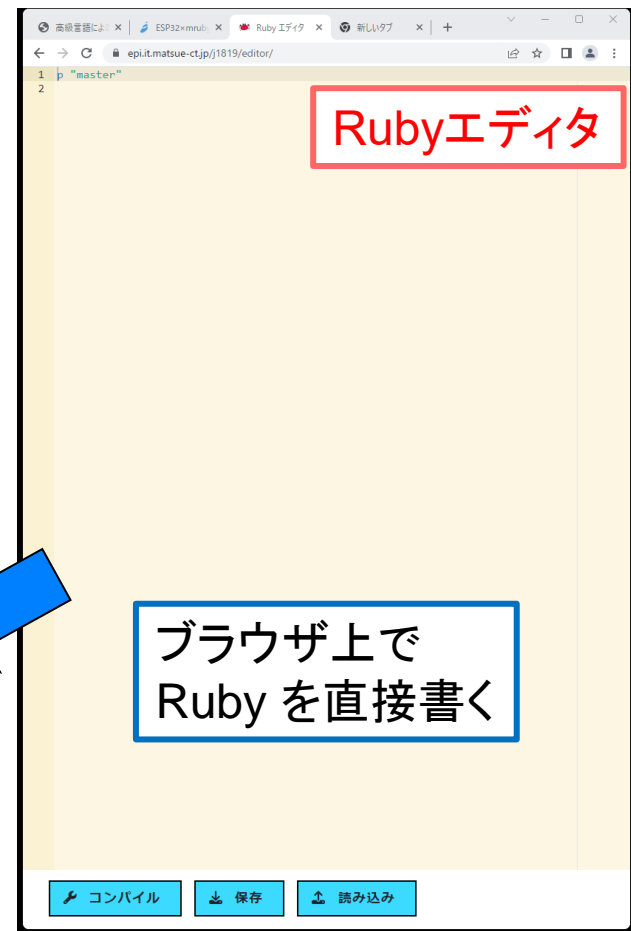 高級言語によ
ESP32×mrub
Ruby エディタ
新しいタブ
epi.it.matsue-ct.jp/j1819/editor/
1 p "master"
2
Rubyエディタ
ブラウザ上で
Ruby を直接書く
コンパイル
保存
読み込み